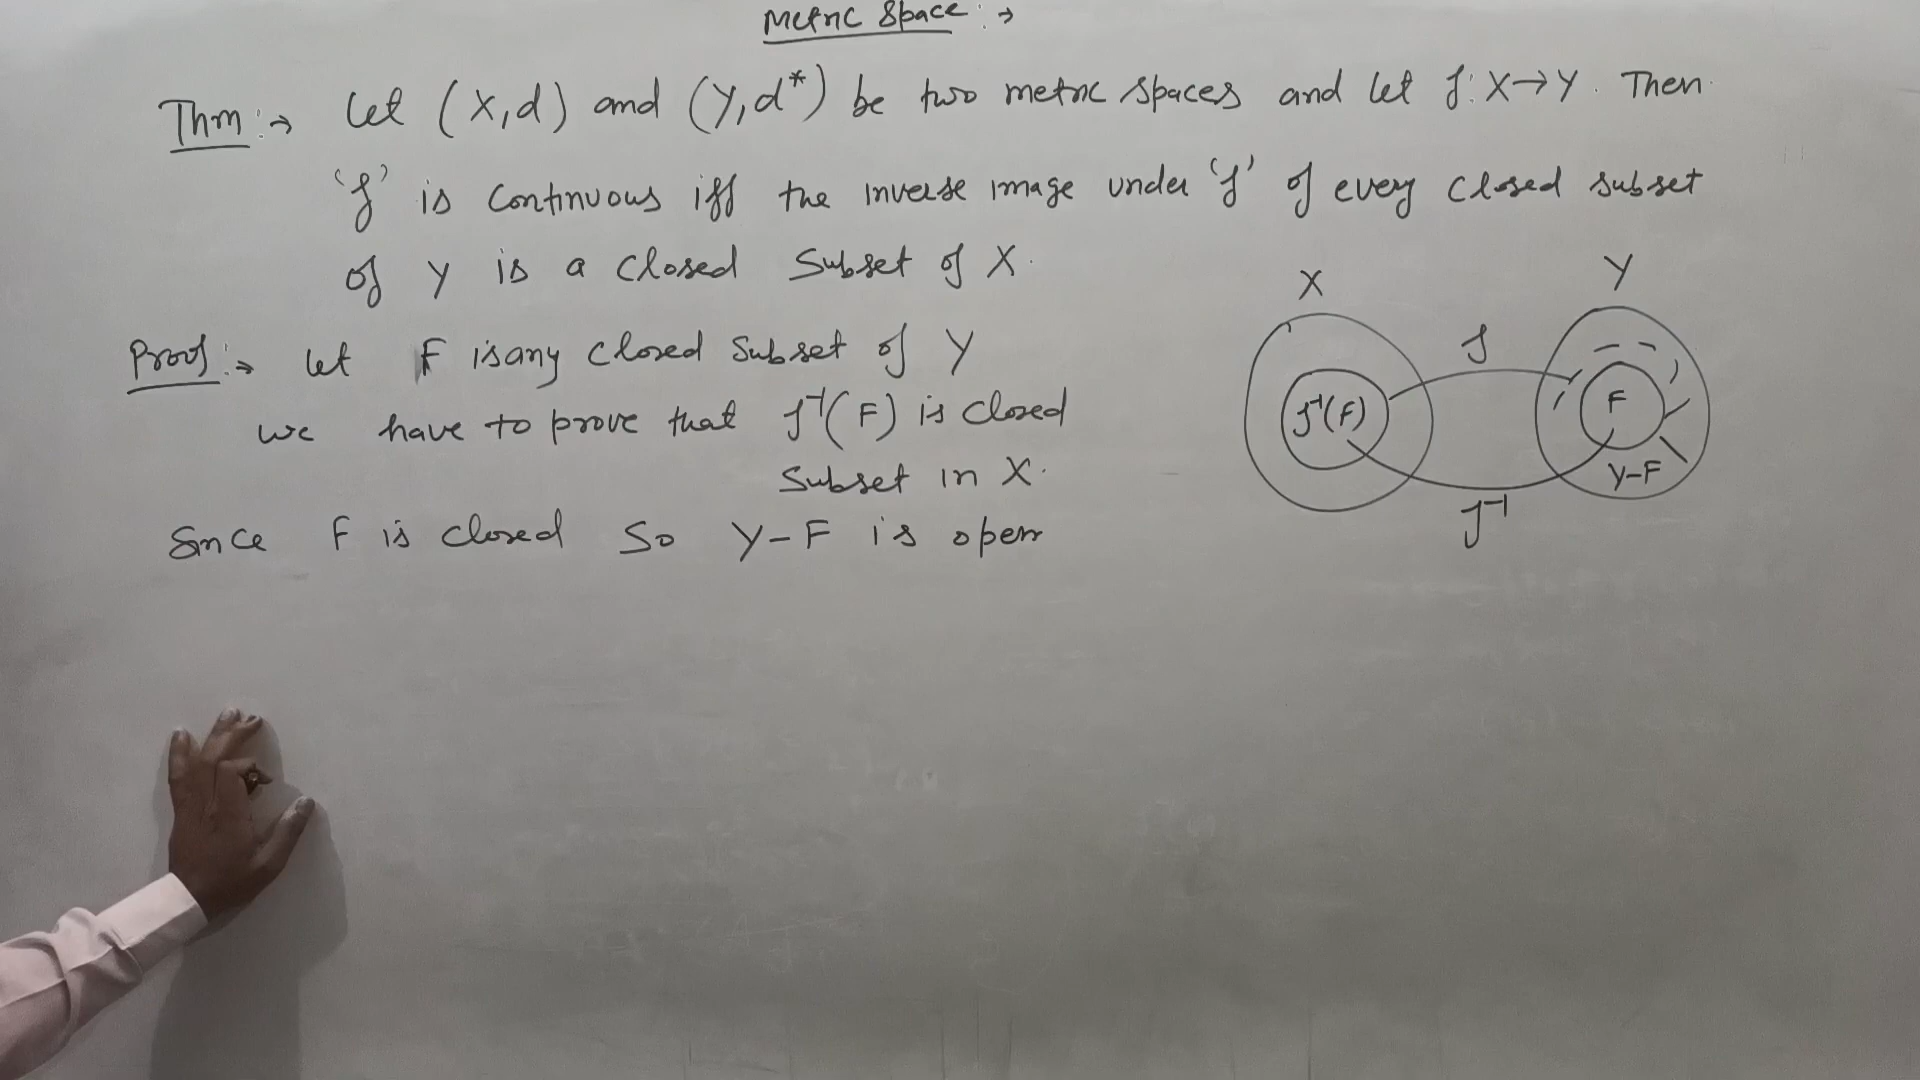 Metric Space :→
Thm :→ Let (X,d) and (Y,d*) be two metric spaces and let f: X→Y. Then
'f' is continuous iff the inverse image under 'f' of every closed subset
of Y is a closed subset of X.
Proof :→ Let F is any closed subset of Y
we have to prove that f⁻¹(F) is closed
subset in X.
Since F is closed So Y-F is open
X
Y
f
f⁻¹(F)
F
Y-F
f⁻¹